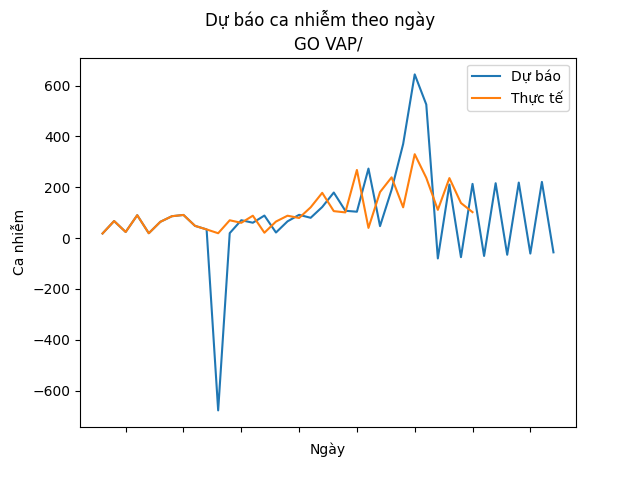 Dự báo ca nhiễm theo ngày
GO VAP/
Dự báo
Thực tế
600
400
200
0
−200
−400
−600
Ca nhiễm
Ngày